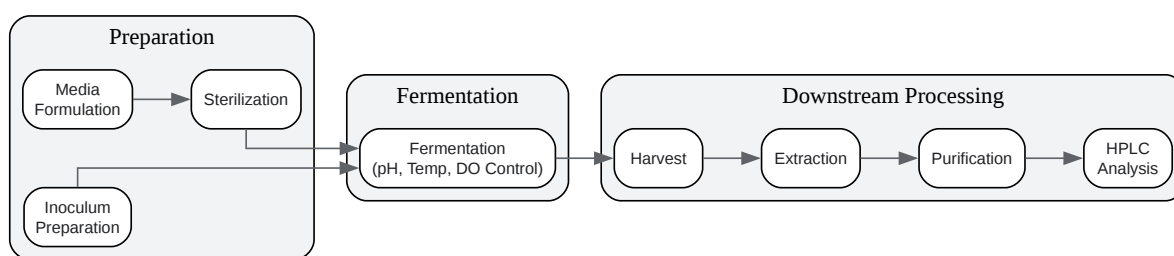 Preparation
Media
Formulation
Sterilization
Inoculum
Preparation
Fermentation
Fermentation
(pH, Temp, DO Control)
Downstream Processing
Harvest
Extraction
Purification
HPLC
Analysis